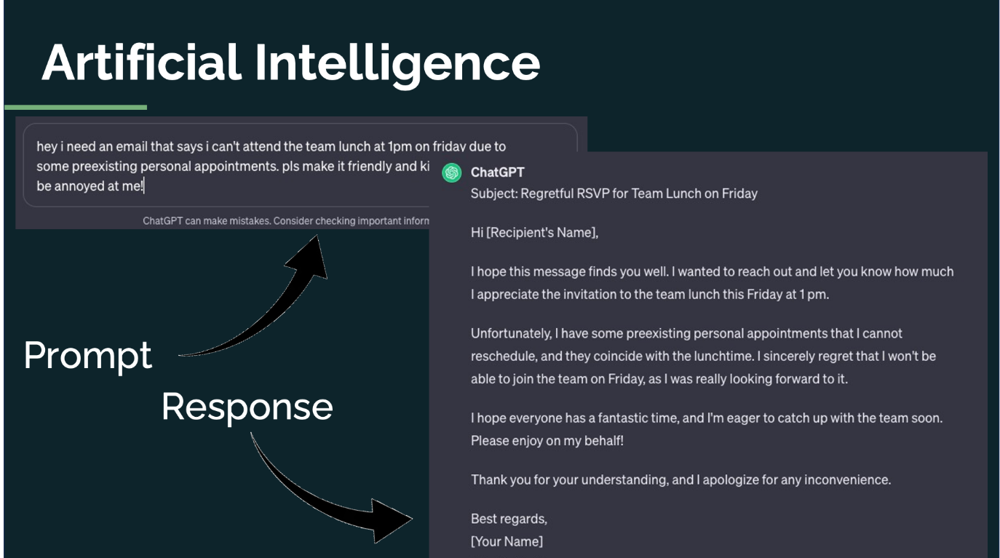 Artificial Intelligence
hey i need an email that says i can't attend the team lunch at 1pm on friday due to
some preexisting personal appointments. pls make it friendly and
be annoyed at me!
ChatGPT can make mistakes. Consider checking important
ChatGPT
Subject: Regretful RSVP for Team Lunch on Friday
Hi [Recipient's Name],
I hope this message finds you well. I wanted to reach out and let you know how much
I appreciate the invitation to the team lunch this Friday at 1 pm.
Unfortunately, I have some preexisting personal appointments that I cannot
reschedule, and they coincide with the lunchtime. I sincerely regret that I won't be
able to join the team on Friday, as I was really looking forward to it.
I hope everyone has a fantastic time, and I'm eager to catch up with the team soon.
Please enjoy on my behalf!
Thank you for your understanding, and I apologize for any inconvenience.
Best regards,
[Your Name]
Prompt
Response